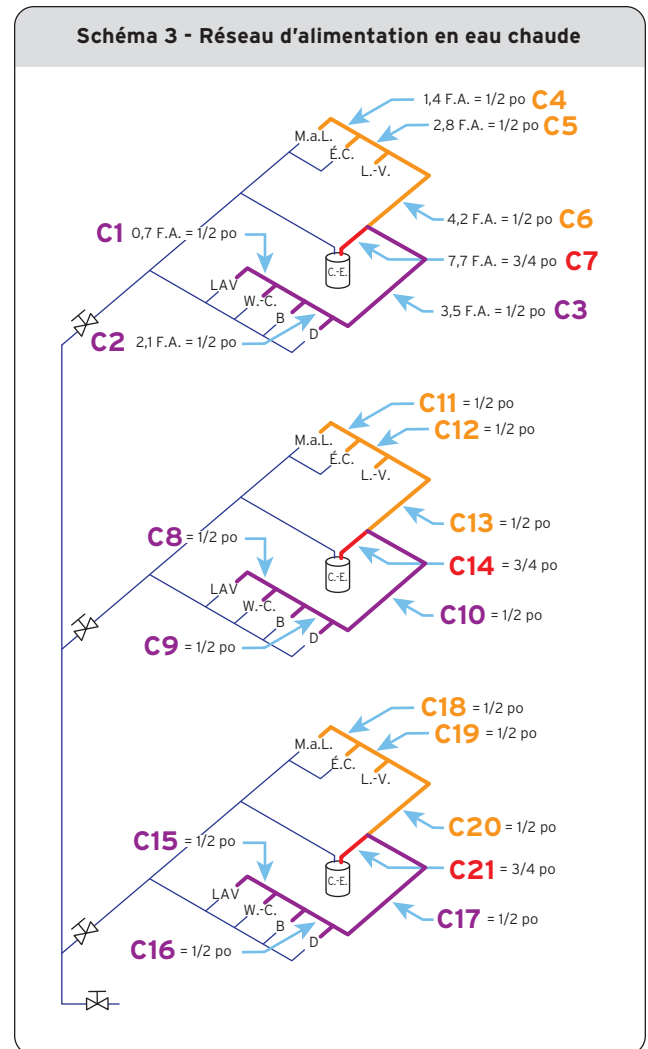 Schéma 3 - Réseau d'alimentation en eau chaude
1,4 F.A. = 1/2 po C4
2,8 F.A. = 1/2 po C5
M.a.L.
É.C.
L.-V.
4,2 F.A. = 1/2 po C6
C1 0,7 F.A. = 1/2 po
7,7 F.A. = 3/4 po C7
C.-E.
LAV
W.-C.
B
D
3,5 F.A. = 1/2 po C3
C2 2,1 F.A. = 1/2 po
C11 = 1/2 po
C12 = 1/2 po
M.a.L.
É.C.
L.-V.
C13 = 1/2 po
C8 = 1/2 po
C14 = 3/4 po
C.-E.
LAV
W.-C.
B
D
C10 = 1/2 po
C9 = 1/2 po
C18 = 1/2 po
C19 = 1/2 po
M.a.L.
É.C.
L.-V.
C20 = 1/2 po
C15 = 1/2 po
C21 = 3/4 po
C.-E.
LAV
W.-C.
B
D
C17 = 1/2 po
C16 = 1/2 po